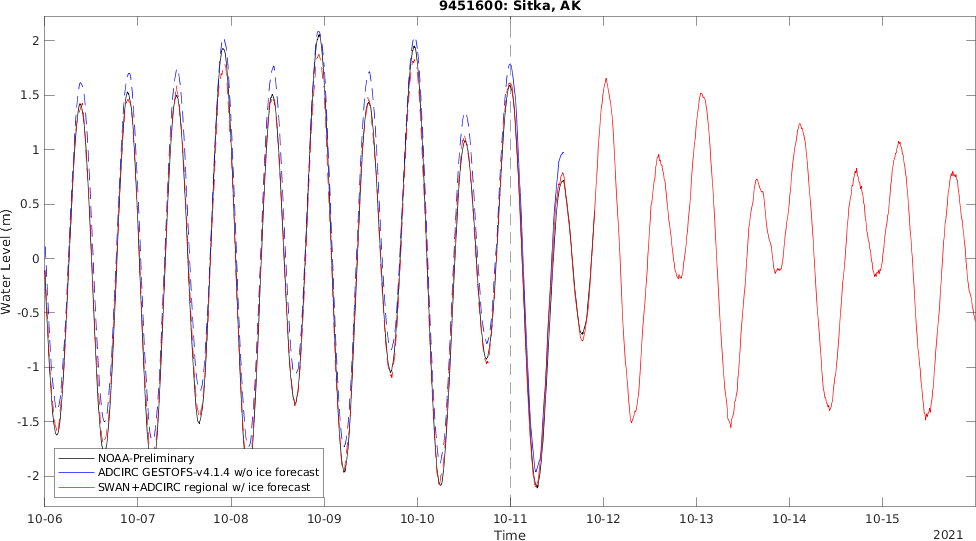 9451600: Sitka, AK
2
1.5
1
0.5
0
-0.5
-1
-1.5
-2
Water Level (m)
NOAA-Preliminary
ADCIRC GESTOFS-v4.1.4 w/o ice forecast
SWAN+ADCIRC regional w/ ice forecast
10-06 10-07 10-08 10-09 10-10 10-11 10-12 10-13 10-14 10-15
Time
2021